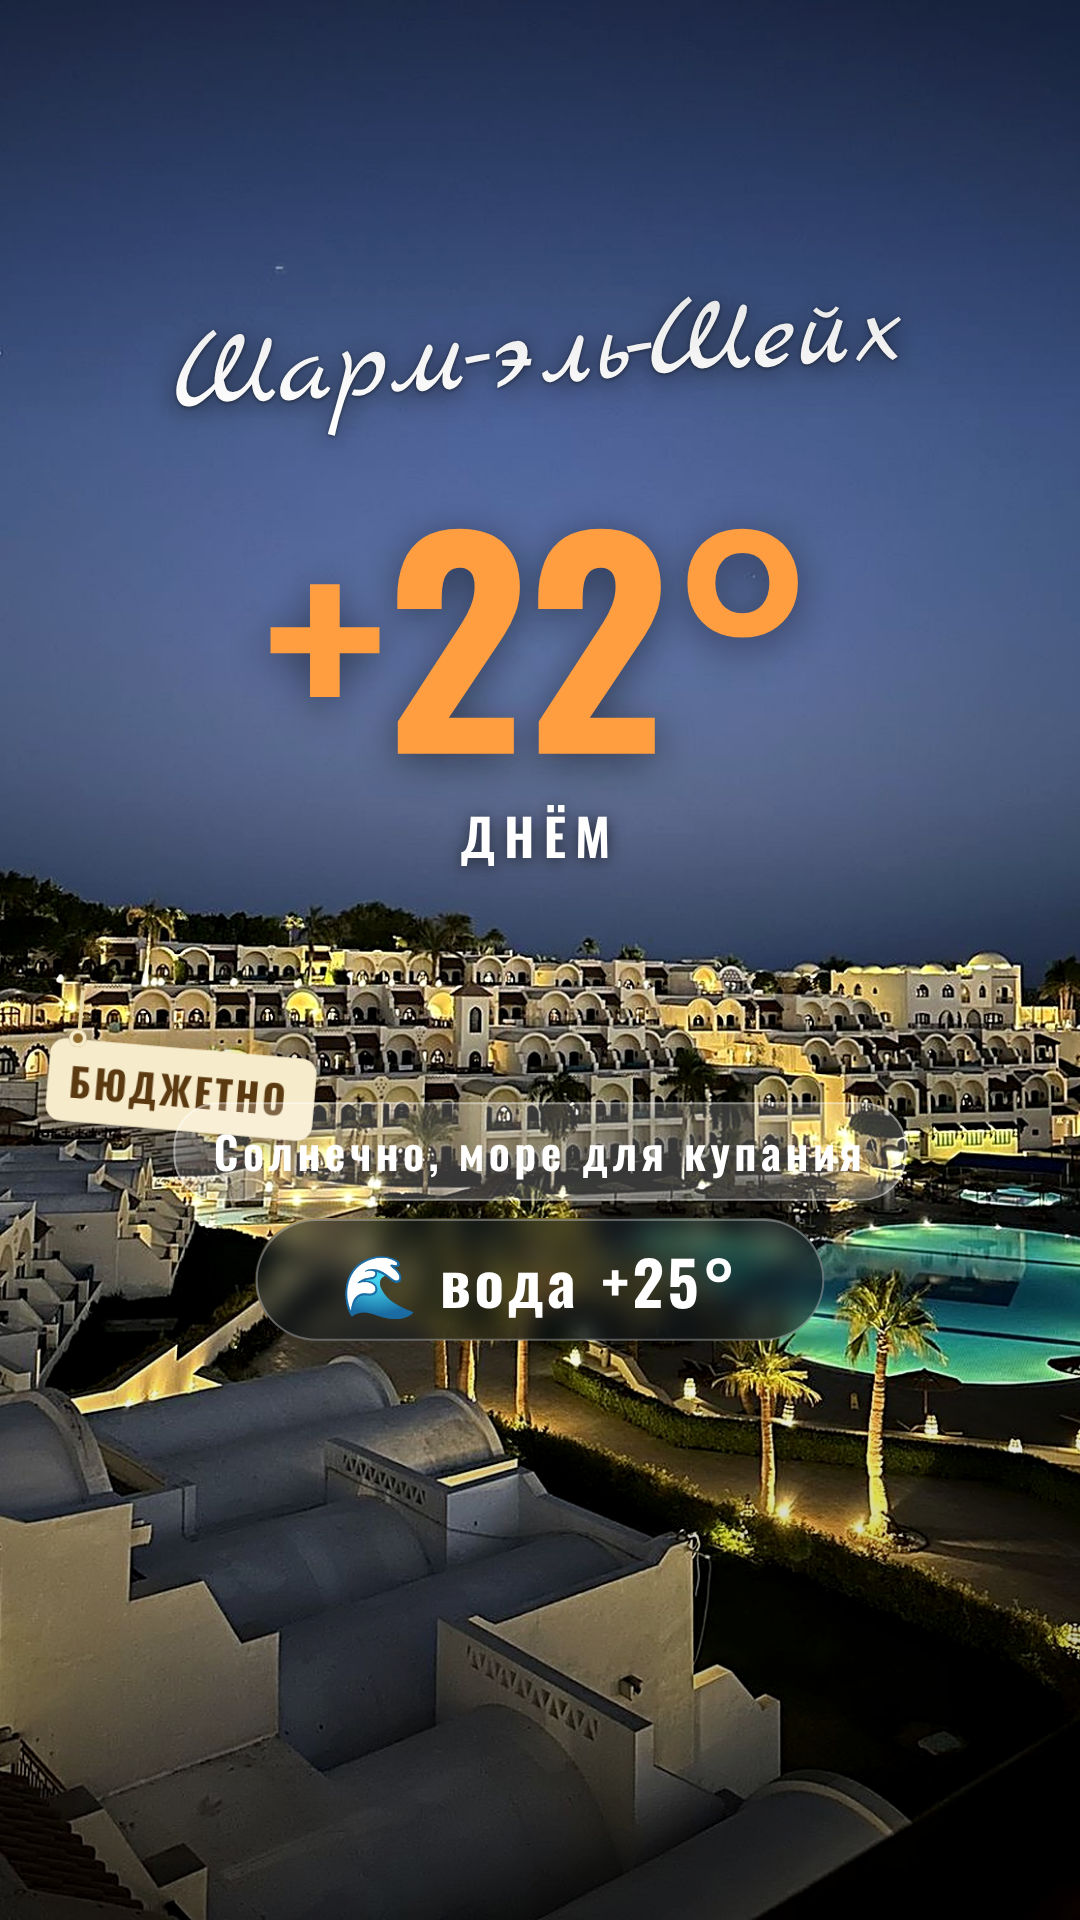 Шарм-эль-Шейх
+22°
ДНЁМ
БЮДЖЕТНО
Солнечно, море для купания
вода +25°